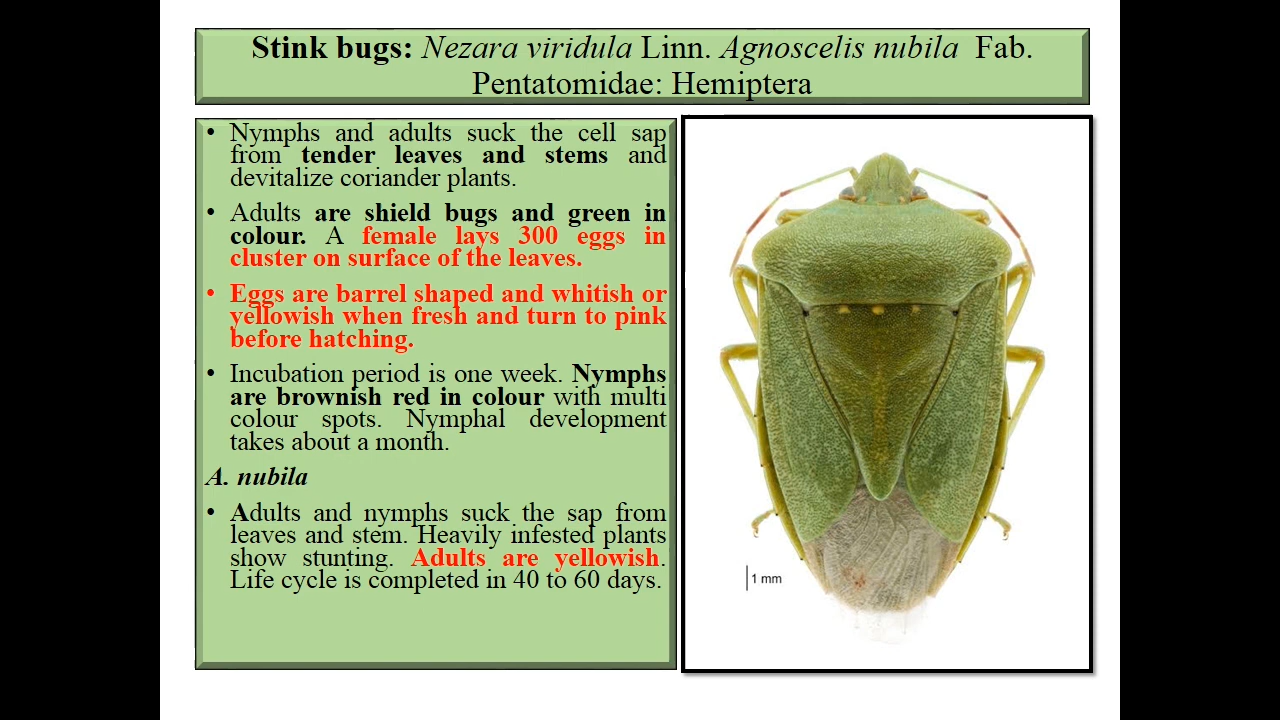 Stink bugs: Nezara viridula Linn. Agnoscelis nubila Fab.
Pentatomidae: Hemiptera
• Nymphs and adults suck the cell sap
from tender leaves and stems and
devitalize coriander plants.
• Adults are shield bugs and green in
colour. A female lays 300 eggs in
cluster on surface of the leaves.
• Eggs are barrel shaped and whitish or
yellowish when fresh and turn to pink
before hatching.
• Incubation period is one week. Nymphs
are brownish red in colour with multi
colour spots. Nymphal development
takes about a month.
A. nubila
• Adults and nymphs suck the sap from
leaves and stem. Heavily infested plants
show stunting. Adults are yellowish.
Life cycle is completed in 40 to 60 days.
1 mm